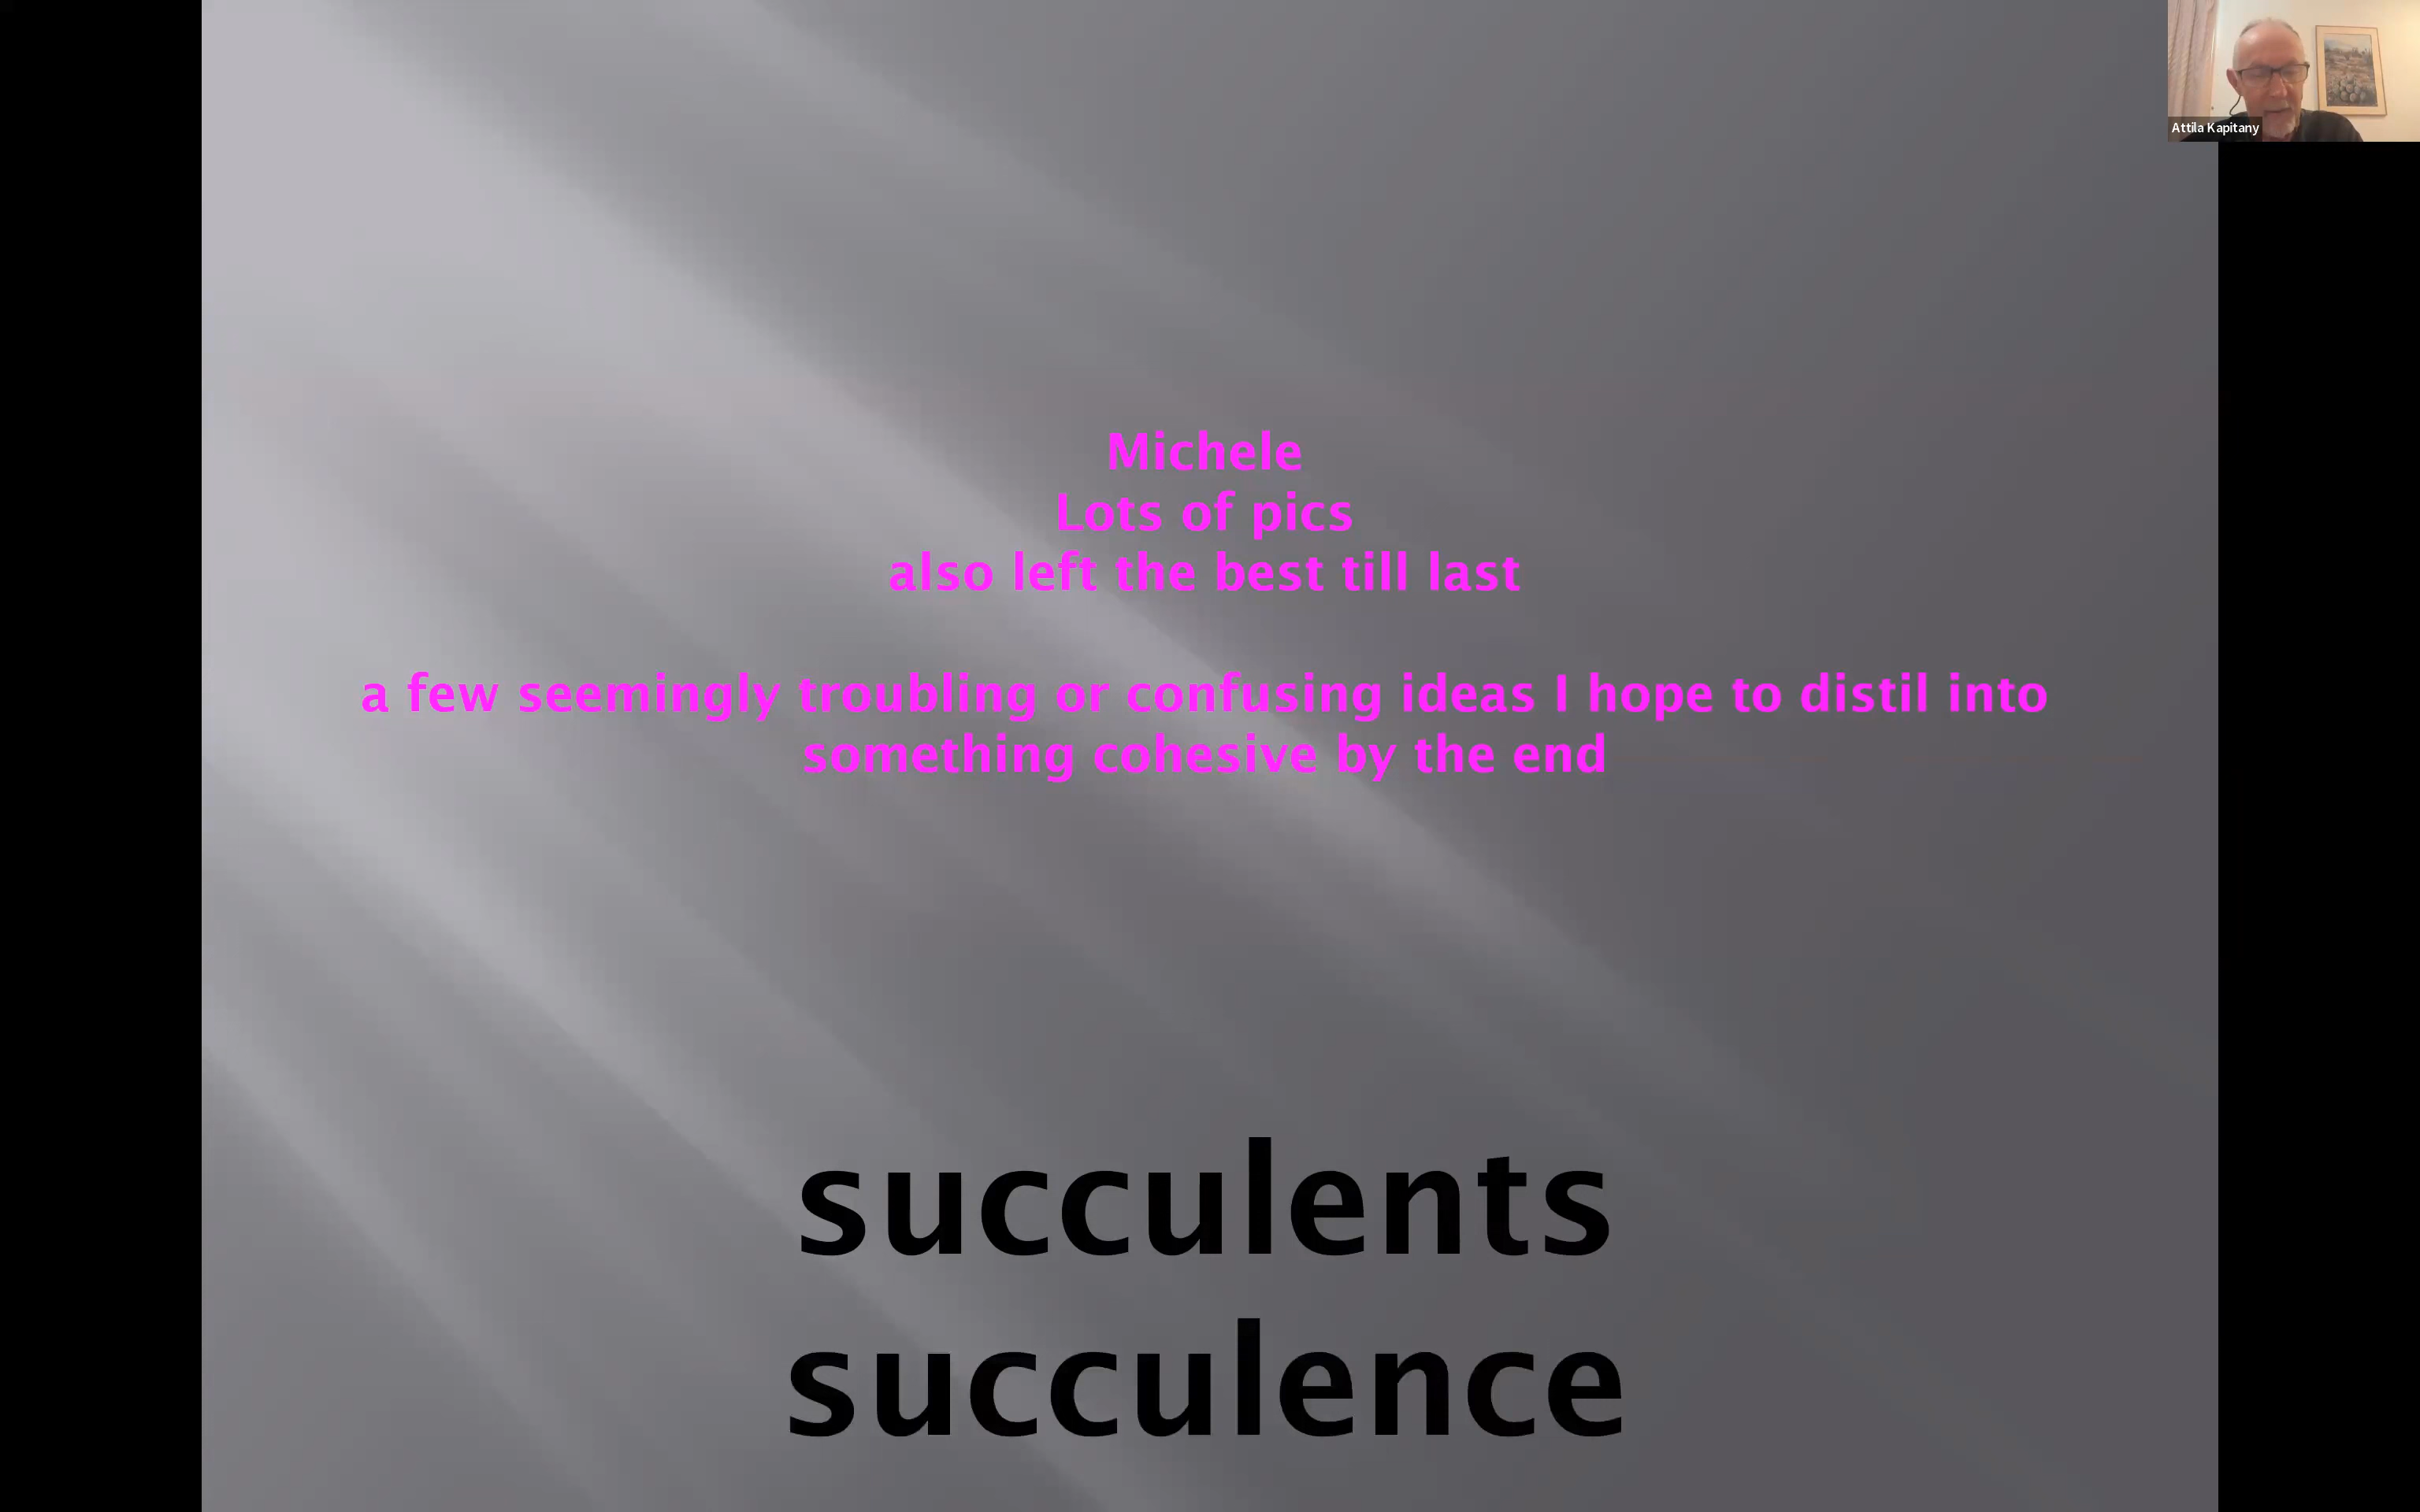 Attila Kapitany
Michele
Lots of pics
also left the best till last
a few seemingly troubling or confusing ideas I hope to distil into
something cohesive by the end
succulents
succulence